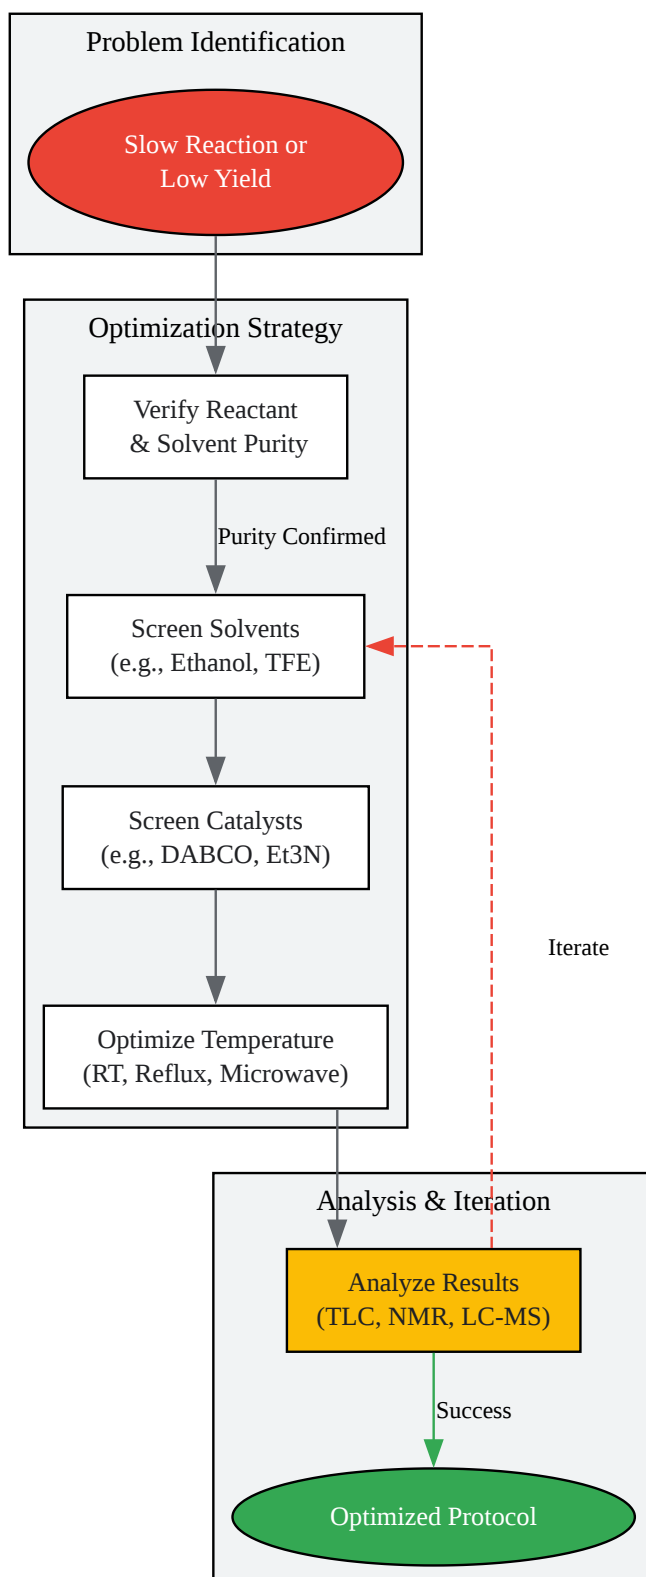 Problem Identification
Slow Reaction or
Low Yield
Optimization Strategy
Verify Reactant
& Solvent Purity
Purity Confirmed
Screen Solvents
(e.g., Ethanol, TFE)
Screen Catalysts
(e.g., DABCO, Et3N)
Iterate
Optimize Temperature
(RT, Reflux, Microwave)
Analysis & Iteration
Analyze Results
(TLC, NMR, LC-MS)
Success
Optimized Protocol